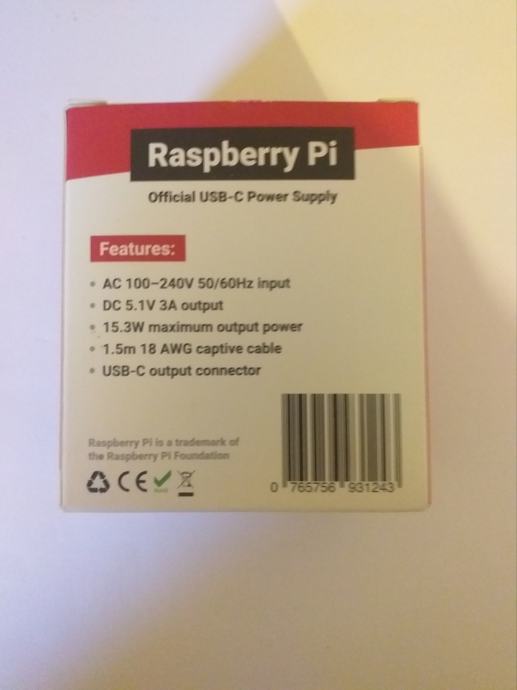 Raspberry Pi
Official USB-C Power Supply
Features:
• AC 100–240V 50/60Hz input
• DC 5.1V 3A output
• 15.3W maximum output power
• 1.5m 18 AWG captive cable
• USB-C output connector
Raspberry Pi is a trademark of
the Raspberry Pi Foundation
CE
0 765756 931243